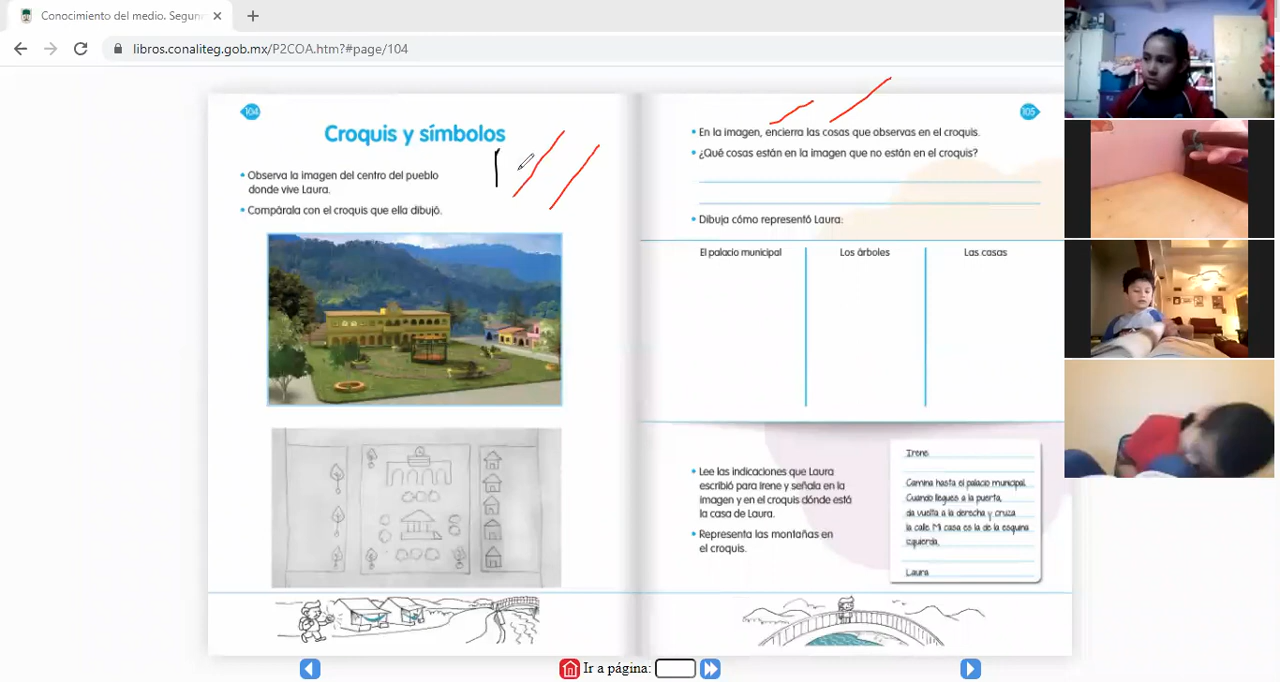 Conocimiento del medio. Segun
libros.conaliteg.gob.mx/P2COA.htm?#page/104
104
Croquis y símbolos
• Observa la imagen del centro del pueblo
donde vive Laura.
• Compárala con el croquis que ella dibujó.
105
• En la imagen, encierra las cosas que observas en el croquis.
• ¿Qué cosas están en la imagen que no están en el croquis?
• Dibuja cómo representó Laura:
El palacio municipal
Los árboles
Las casas
• Lee las indicaciones que Laura
escribió para Irene y señala en la
imagen y en el croquis dónde está
la casa de Laura.
• Representa las montañas en
el croquis.
Irene
Camina hasta el palacio municipal.
Cuando llegues a la puerta,
da vuelta a la derecha y cruza
la calle. Mi casa es la de la esquina
izquierda.
Laura
Ir a página: